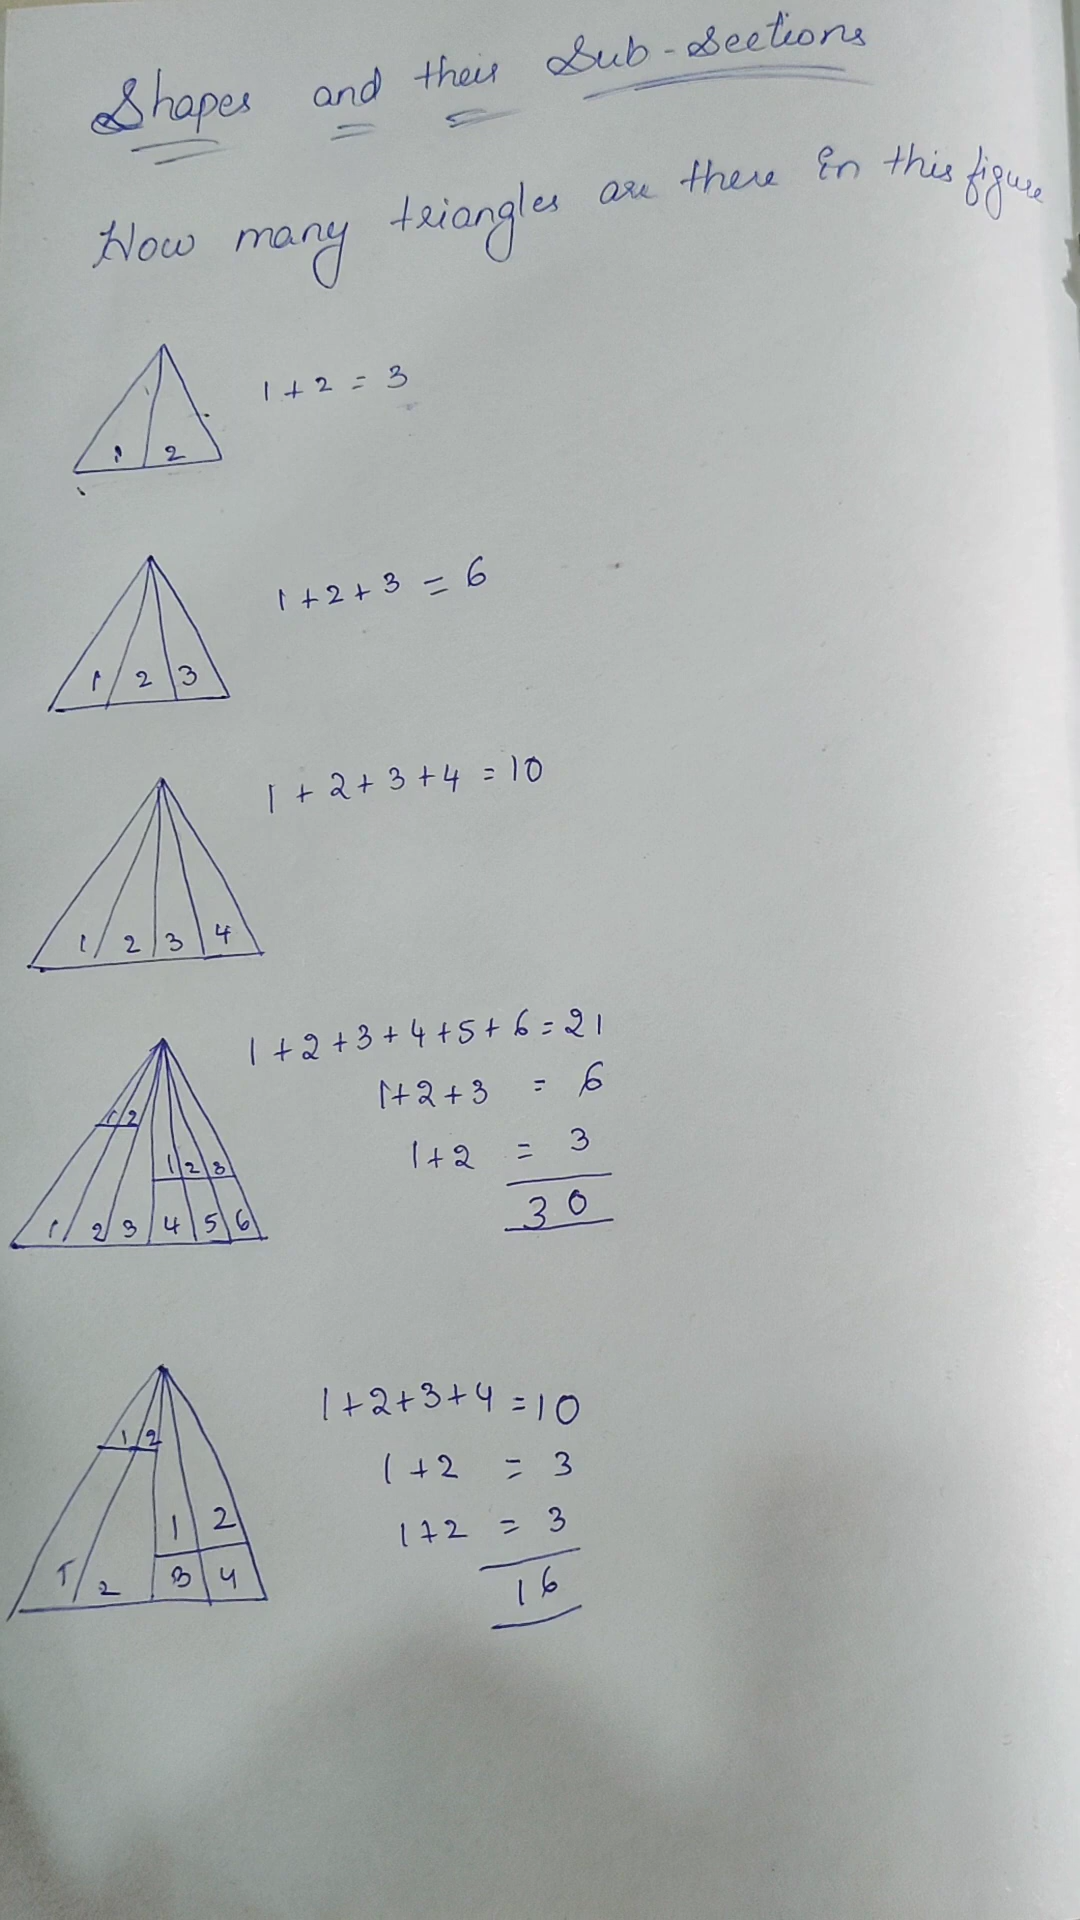 Shapes and their Sub-Sections
How many triangles are there in this figure
1+2=3
1 2
1+2+3=6
1 2 3
1+2+3+4=10
1 2 3 4
1+2+3+4+5+6=21
1+2+3=6
1 2
1+2=3
1 2 3
30
1 2 3 4 5 6
1+2+3+4=10
1 2
1+2=3
1 2
1+2=3
1 2 3 4
16